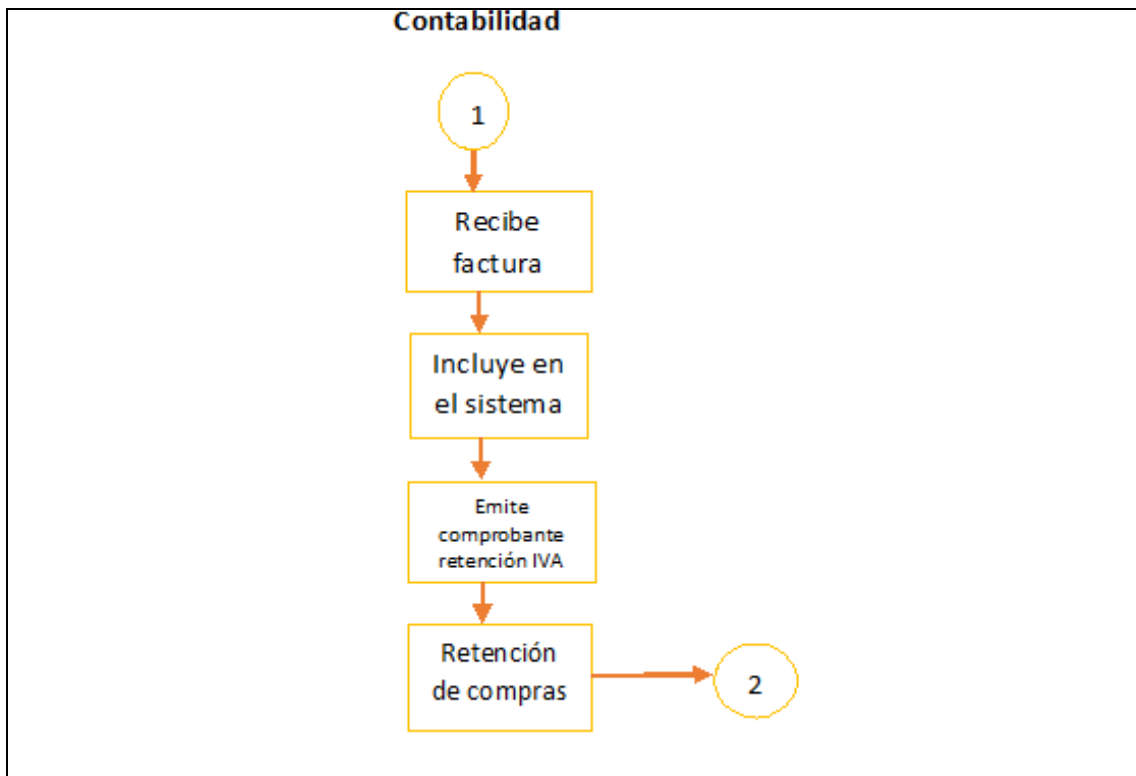 Contabilidad
1
Recibe
factura
Incluye en
el sistema
Emite
comprobante
retención IVA
Retención
de compras
2